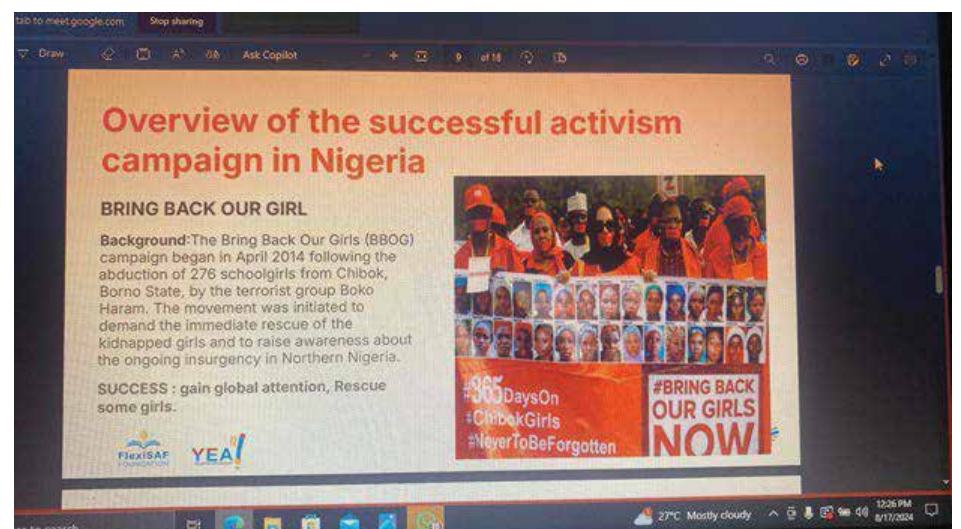 tab to meet.google.com Stop sharing
Draw Ask Copilot 9 of 16
Overview of the successful activism
campaign in Nigeria
BRING BACK OUR GIRL
Background:The Bring Back Our Girls (BBOG)
campaign began in April 2014 following the
abduction of 276 schoolgirls from Chibok,
Borno State, by the terrorist group Boko
Haram. The movement was initiated to
demand the immediate rescue of the
kidnapped girls and to raise awareness about
the ongoing insurgency in Northern Nigeria.
SUCCESS : gain global attention, Rescue
some girls.
FlexiSAF
FOUNDATION
YEA!
#365DaysOn
#ChibokGirls
#NeverToBeForgotten
#BRING BACK
OUR GIRLS
NOW
to search
27°C Mostly cloudy
12:26 PM
8/17/2024